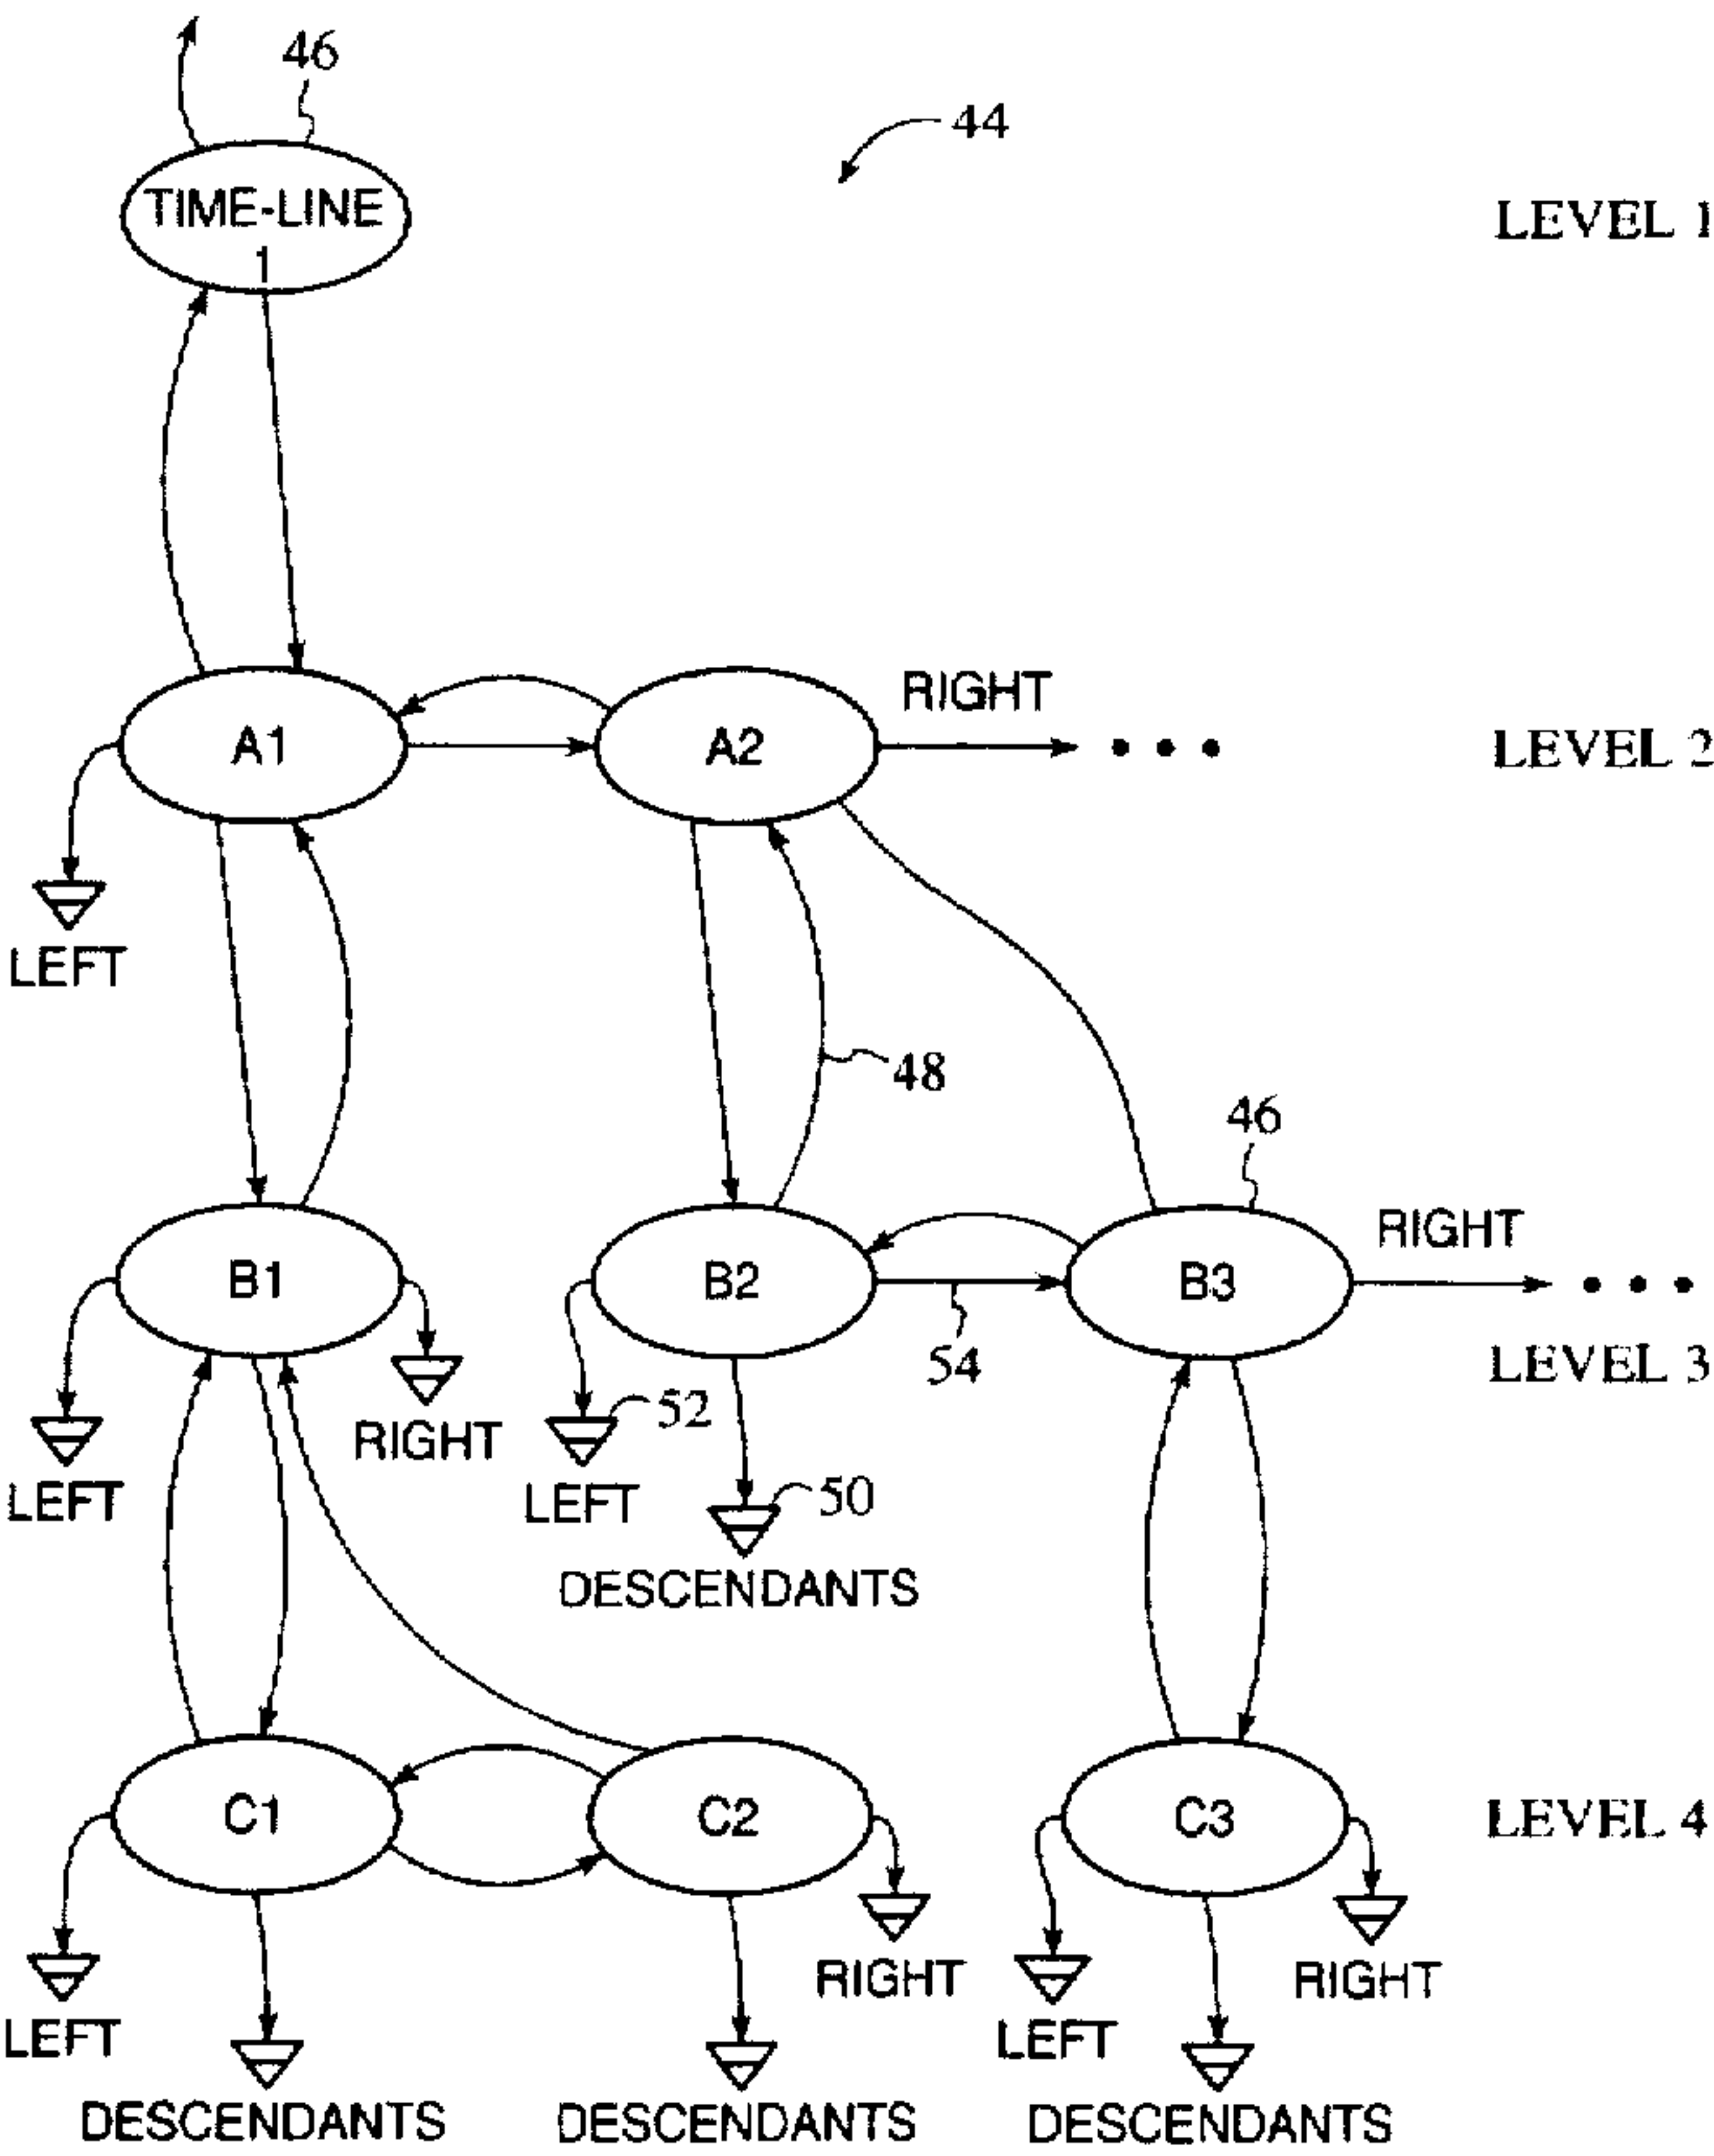 46
44
TIME-LINE
1
LEVEL 1
RIGHT
A1
A2
LEVEL 2
LEFT
48
46
RIGHT
B1
B2
B3
54
LEVEL 3
52
RIGHT
LEFT
50
LEFT
DESCENDANTS
C1
C2
C3
LEVEL 4
RIGHT
RIGHT
LEFT
LEFT
DESCENDANTS
DESCENDANTS
DESCENDANTS